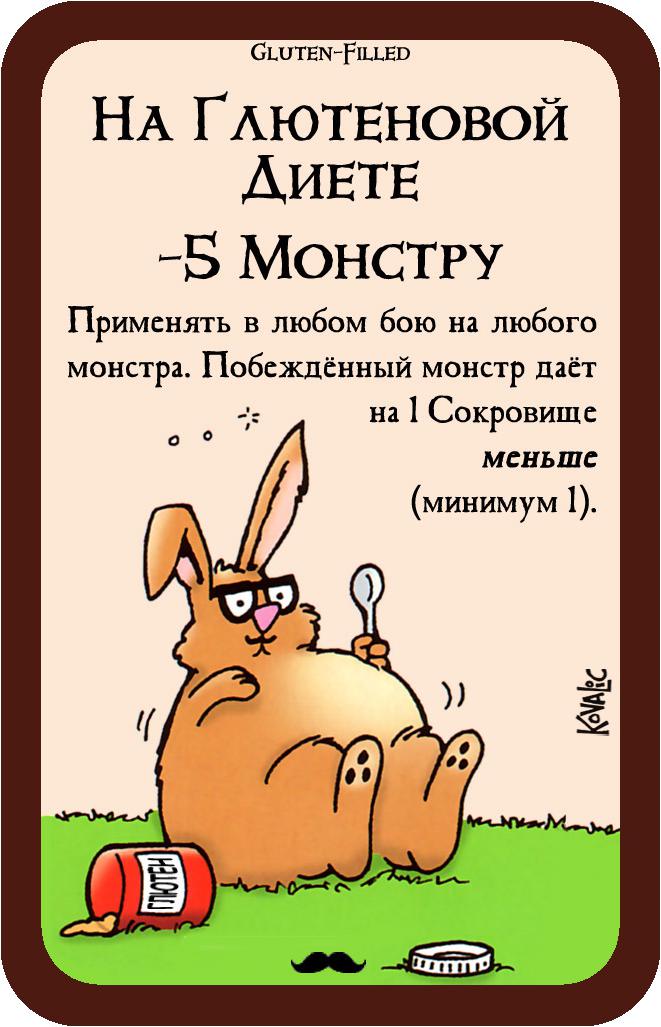 Gluten-Filled
На Глютеновой
Диете
-5 Монстру
Применять в любом бою на любого
монстра. Побеждённый монстр даёт
на 1 Сокровище
меньше
(минимум 1).
KOVALIC
ГЛЮТЕН